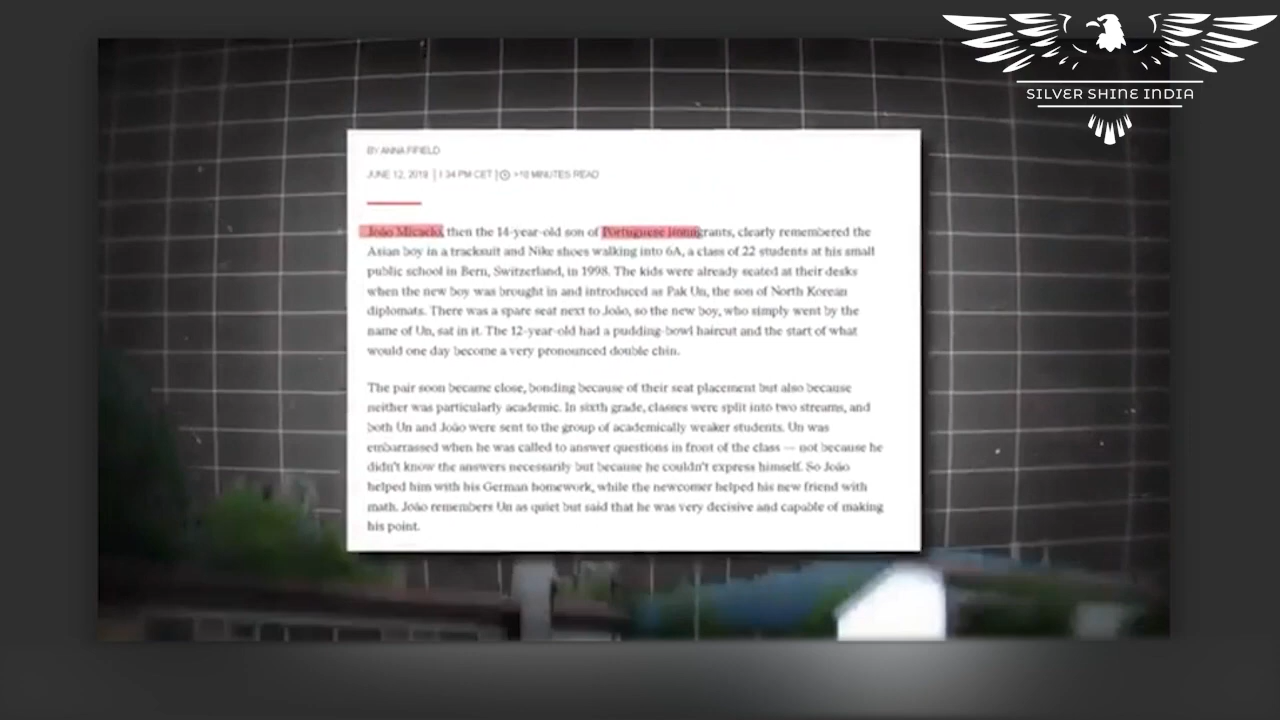 SILVER SHINE INDIA
BY ANNA FIFIELD
JUNE 12, 2019 | 1:34 PM CET | >10 MINUTES READ
João Micaelo, then the 14-year-old son of Portuguese immigrants, clearly remembered the
Asian boy in a tracksuit and Nike shoes walking into 6A, a class of 22 students at his small
public school in Bern, Switzerland, in 1998. The kids were already seated at their desks
when the new boy was brought in and introduced as Pak Un, the son of North Korean
diplomats. There was a spare seat next to João, so the new boy, who simply went by the
name of Un, sat in it. The 12-year-old had a pudding-bowl haircut and the start of what
would one day become a very pronounced double chin.
The pair soon became close, bonding because of their seat placement but also because
neither was particularly academic. In sixth grade, classes were split into two streams, and
both Un and João were sent to the group of academically weaker students. Un was
embarrassed when he was called to answer questions in front of the class — not because he
didn't know the answers necessarily but because he couldn't express himself. So João
helped him with his German homework, while the newcomer helped his new friend with
math. João remembers Un as quiet but said that he was very decisive and capable of making
his point.